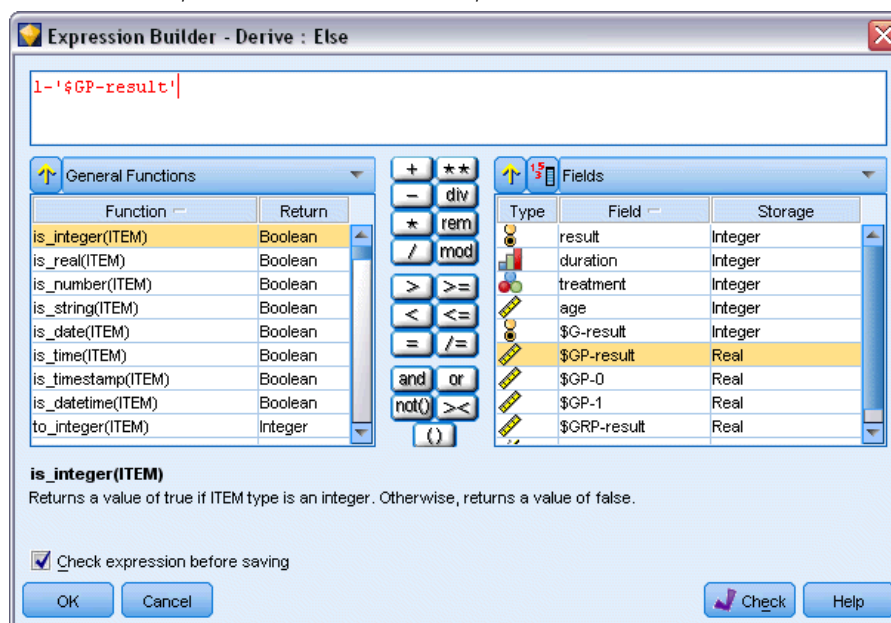 Expression Builder - Derive : Else
1-'$GP-result'
General Functions
Fields
Function Return
Type Field Storage
is_integer(ITEM) Boolean
is_real(ITEM) Boolean
is_number(ITEM) Boolean
is_string(ITEM) Boolean
is_date(ITEM) Boolean
is_time(ITEM) Boolean
is_timestamp(ITEM) Boolean
is_datetime(ITEM) Boolean
to_integer(ITEM) Integer
+ **
- div
* rem
/ mod
> >=
< <=
= /=
and or
not() ><
()
result Integer
duration Integer
treatment Integer
age Integer
$G-result Integer
$GP-result Real
$GP-0 Real
$GP-1 Real
$GRP-result Real
is_integer(ITEM)
Returns a value of true if ITEM type is an integer. Otherwise, returns a value of false.
Check expression before saving
OK Cancel Check Help